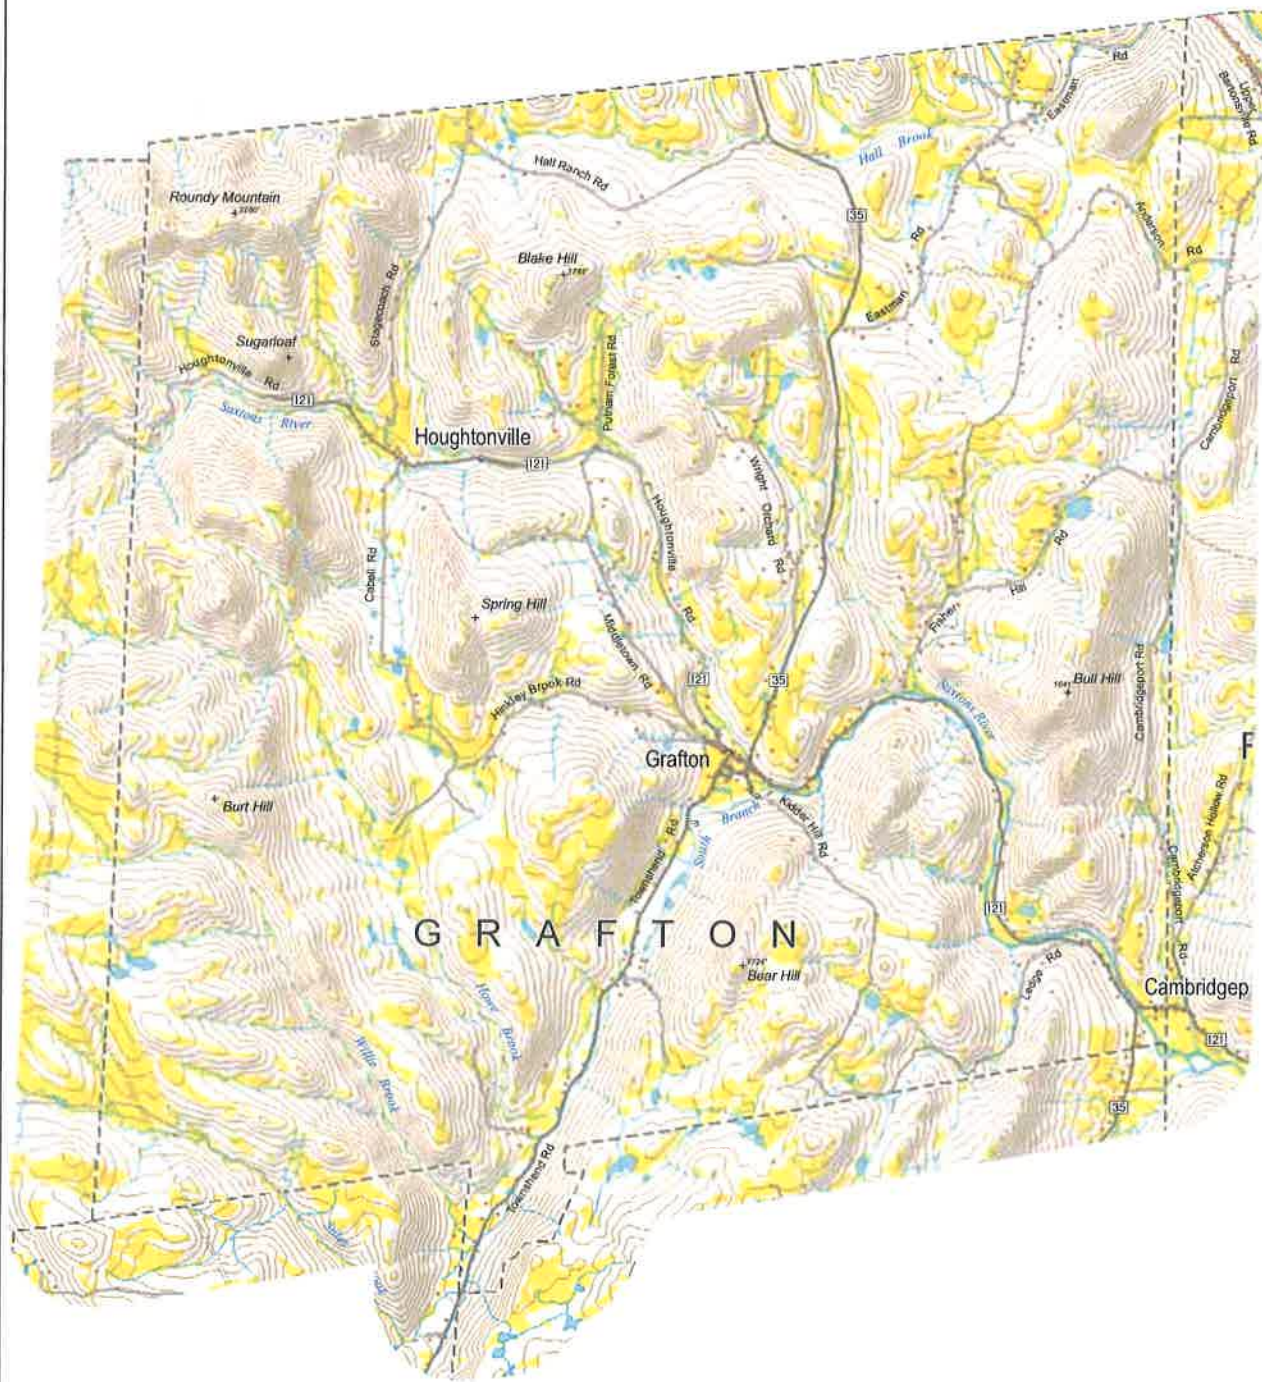 Rd
Eastman
Upper
Bartonsville Rd
Hall Brook
Hall Ranch Rd
Roundy Mountain
35
Anderson
Rd
Rd
Blake Hill
Stagecoach Rd
Eastman
Sugarloaf
Houghtonville Rd
Putnam Forest Rd
Cambridgeport Rd
121
Saxtons River
Houghtonville
121
Wright Orchard Rd
Houghtonville
Rd
Rd
Cabell Rd
Hill
Spring Hill
Fisher
Middletown Rd
Cambridgeport Rd
121
35
Bull Hill
Hinkley Brook Rd
Saxtons River
Grafton
F
Burt Hill
Branch
Kidder Hill Rd
Atcherson Hollow Rd
South
Townshend Rd
Cambridgeport
Rd
121
GRAFTON
Ledge Rd
Bear Hill
Cambridgep
Howe Brook
Willie Brook
121
35
Townshend Rd